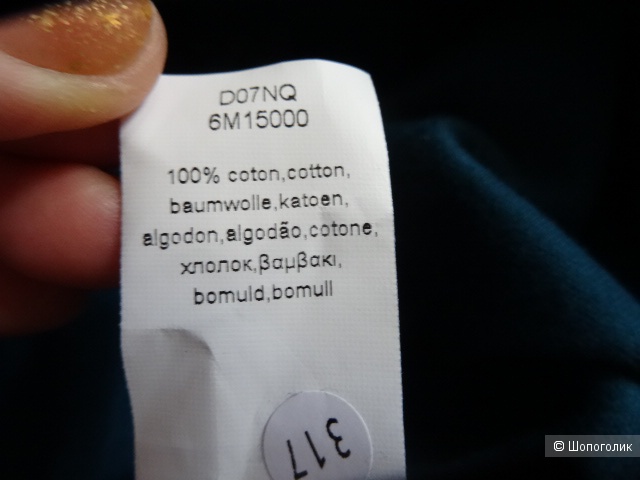 D07NQ
6M15000
100% coton,cotton,
baumwolle,katoen,
algodon,algodão,cotone,
хлопок,βαμβακι,
bomuld,bomull
317
© Шопоголик